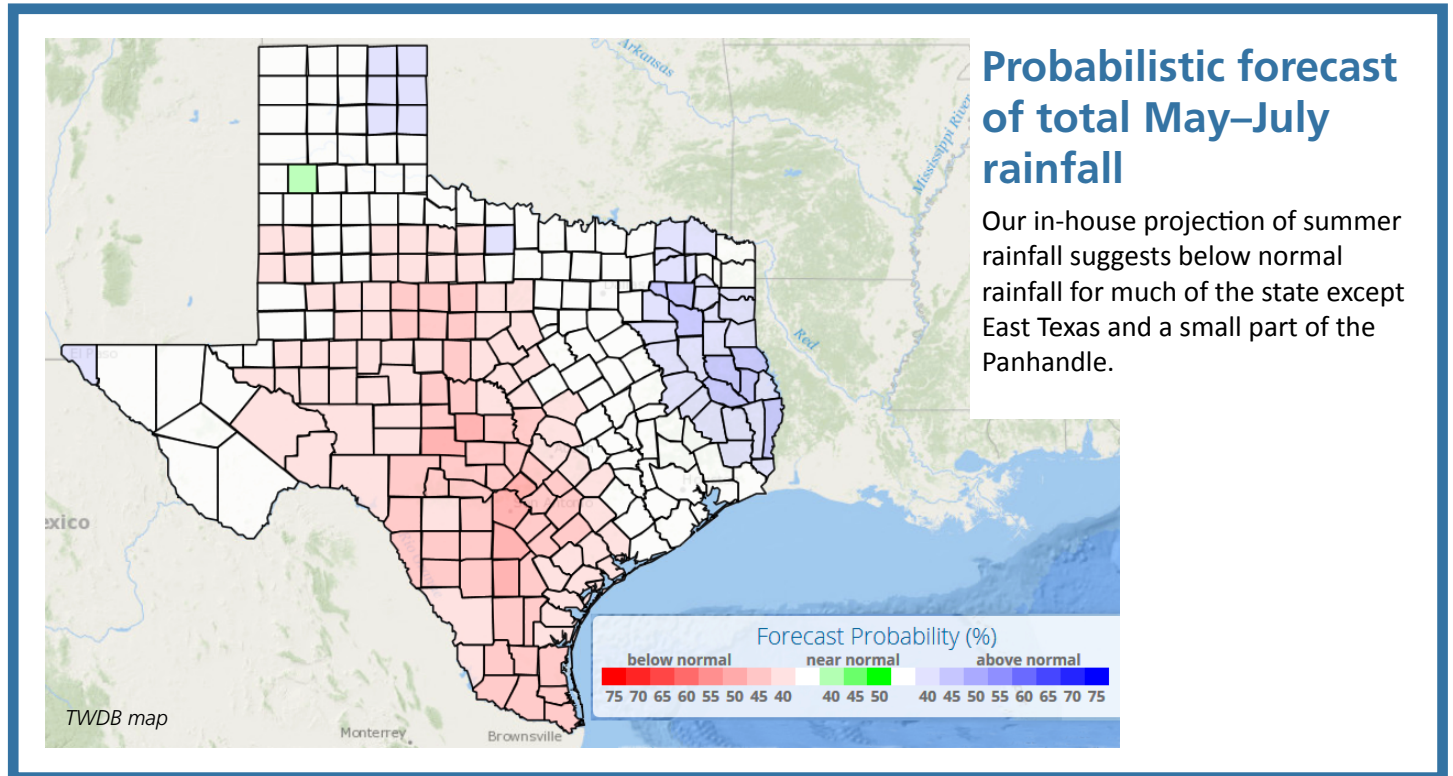 Probabilistic forecast
of total May–July
rainfall
Our in-house projection of summer
rainfall suggests below normal
rainfall for much of the state except
East Texas and a small part of the
Panhandle.
Arkansas
Mississippi River
Red
El Paso
San Antonio
exico
Monterrey
Brownsville
TWDB map
Forecast Probability (%)
below normal near normal above normal
75 70 65 60 55 50 45 40 40 45 50 40 45 50 55 60 65 70 75